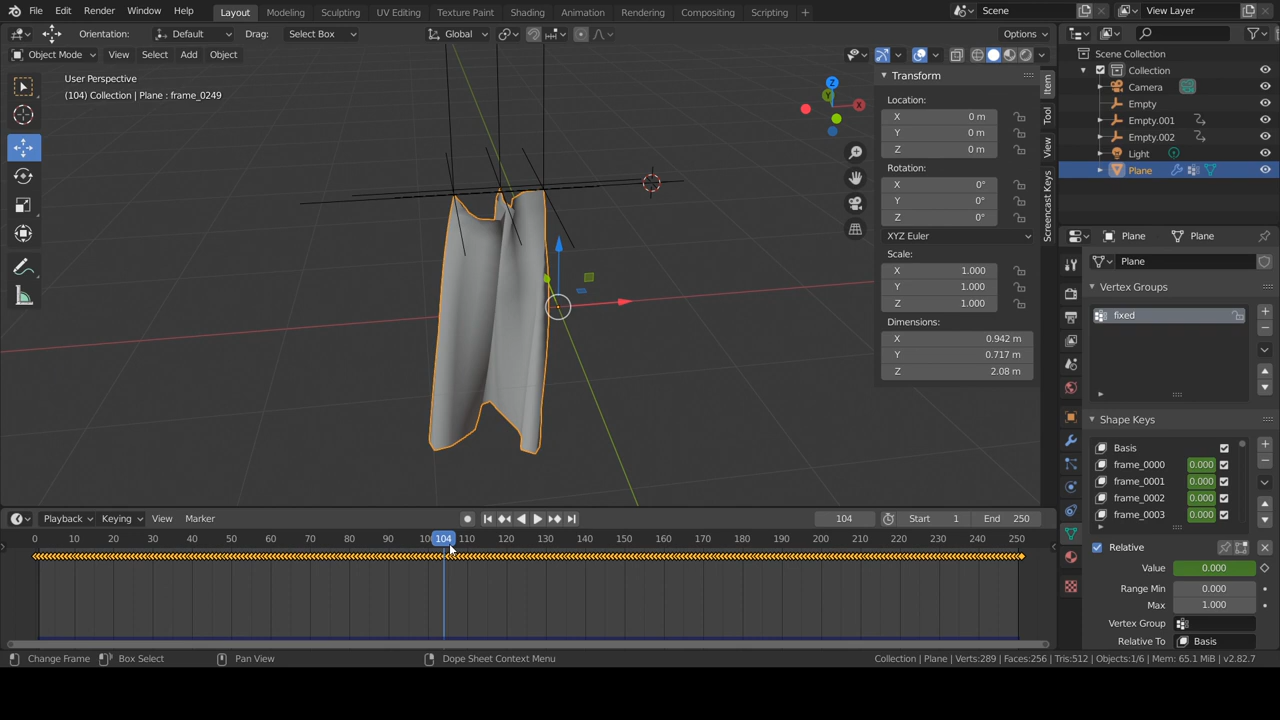 File Edit Render Window Help Layout Modeling Sculpting UV Editing Texture Paint Shading Animation Rendering Compositing Scripting + Scene View Layer
Orientation: Default Drag: Select Box Global Options
Object Mode View Select Add Object
User Perspective
(104) Collection | Plane : frame_0249
Z
Y
X
Transform
Location:
X 0 m
Y 0 m
Z 0 m
Rotation:
X 0°
Y 0°
Z 0°
XYZ Euler
Scale:
X 1.000
Y 1.000
Z 1.000
Dimensions:
X 0.942 m
Y 0.717 m
Z 2.08 m
Item
Tool
View
Screencast Keys
Scene Collection
Collection
Camera
Empty
Empty.001
Empty.002
Light
Plane
Plane Plane
Plane
Vertex Groups
fixed
Shape Keys
Basis
frame_0000 0.000
frame_0001 0.000
frame_0002 0.000
frame_0003 0.000
Relative
Value 0.000
Range Min 0.000
Max 1.000
Vertex Group
Relative To Basis
Playback Keying View Marker 104 Start 1 End 250
0 10 20 30 40 50 60 70 80 90 100 104 110 120 130 140 150 160 170 180 190 200 210 220 230 240 250
Change Frame Box Select Pan View Dope Sheet Context Menu Collection | Plane | Verts:289 | Faces:256 | Tris:512 | Objects:1/6 | Mem: 65.1 MiB | v2.82.7